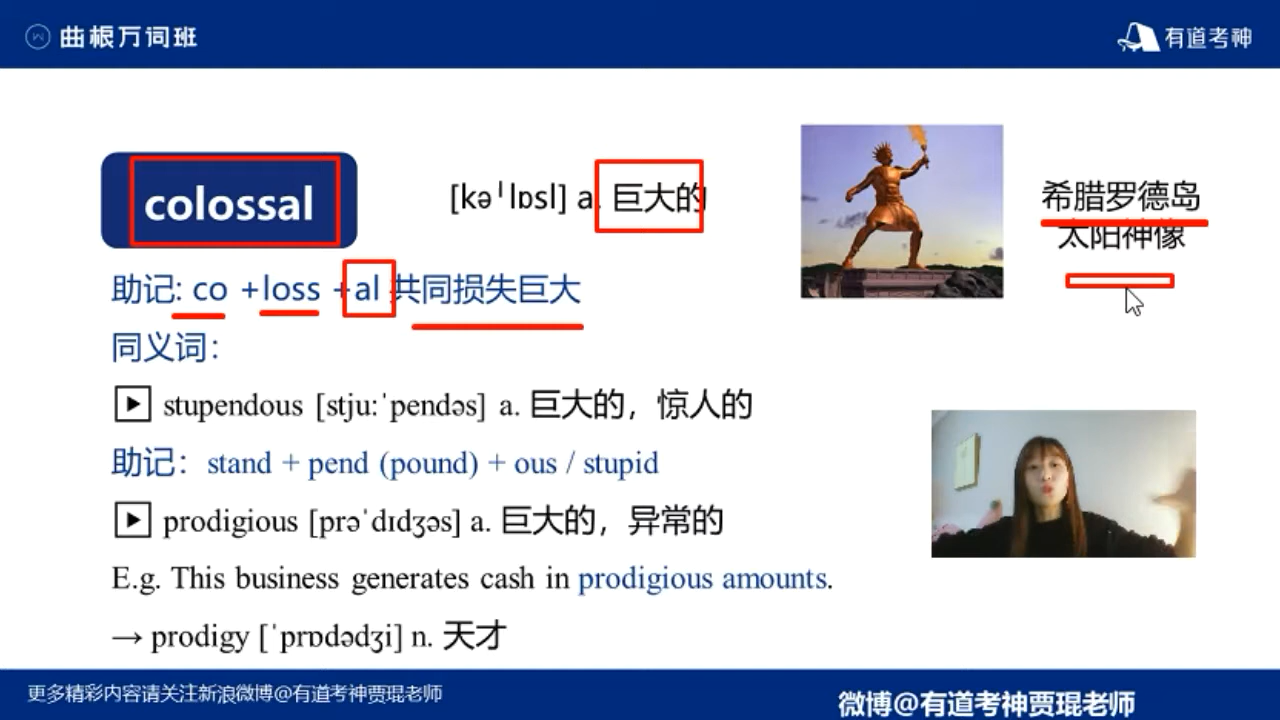 曲根万词班
有道考神
colossal
[kəˈlɒsl] a. 巨大的
希腊罗德岛
太阳神像
助记: co +loss +al 共同损失巨大
同义词：
stupendous [stjuːˈpendəs] a. 巨大的，惊人的
助记：stand + pend (pound) + ous / stupid
prodigious [prəˈdɪdʒəs] a. 巨大的，异常的
E.g. This business generates cash in prodigious amounts.
→ prodigy [ˈprɒdədʒi] n. 天才
更多精彩内容请关注新浪微博@有道考神贾琨老师
微博@有道考神贾琨老师